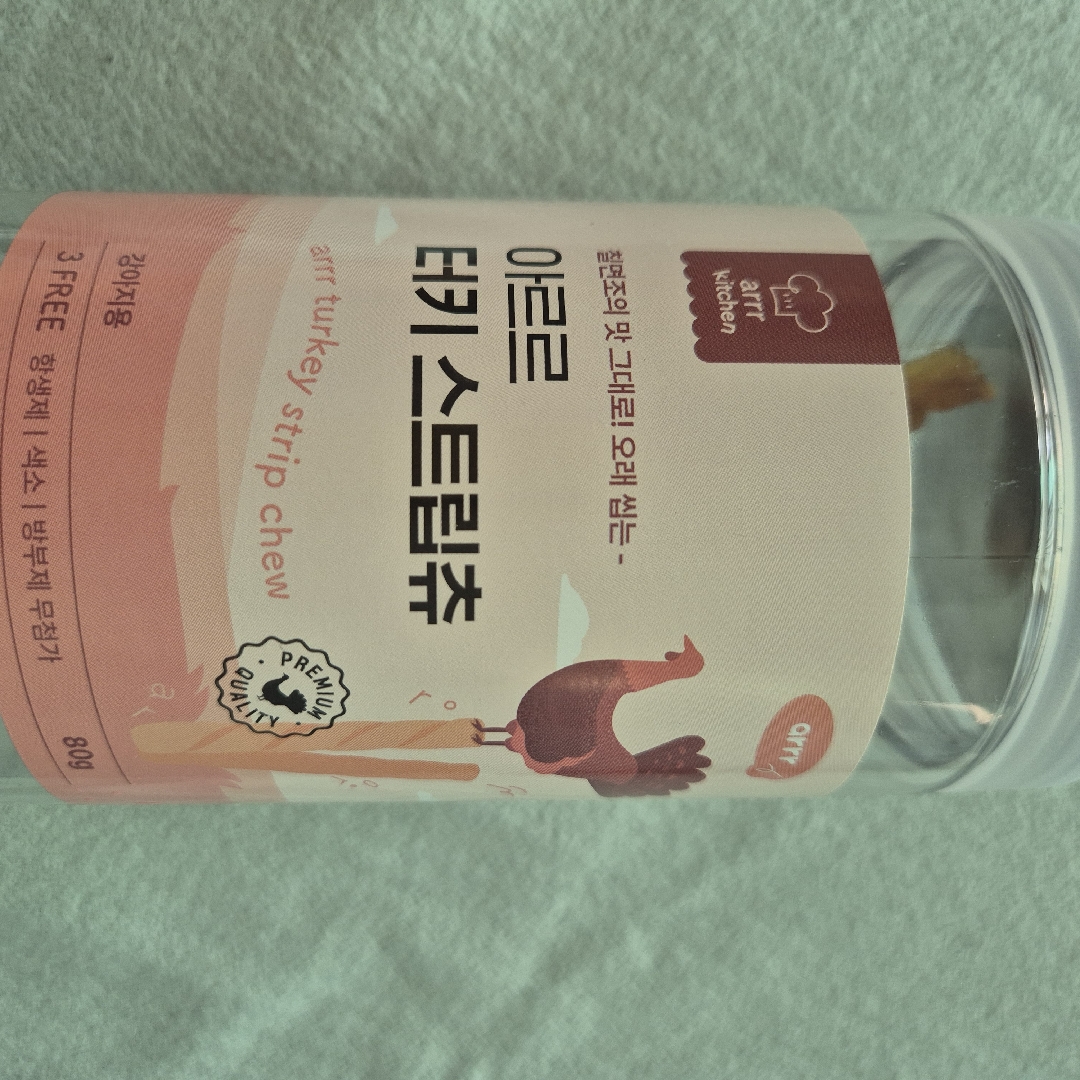 arrr
kitchen
칠면조의 맛 그대로! 오래 씹는-
아르르
터키 스트립츄
arrr turkey strip chew
arrr
PREMIUM
QUALITY
강아지용
3 FREE 항생제 | 색소 | 방부제 무첨가 80g